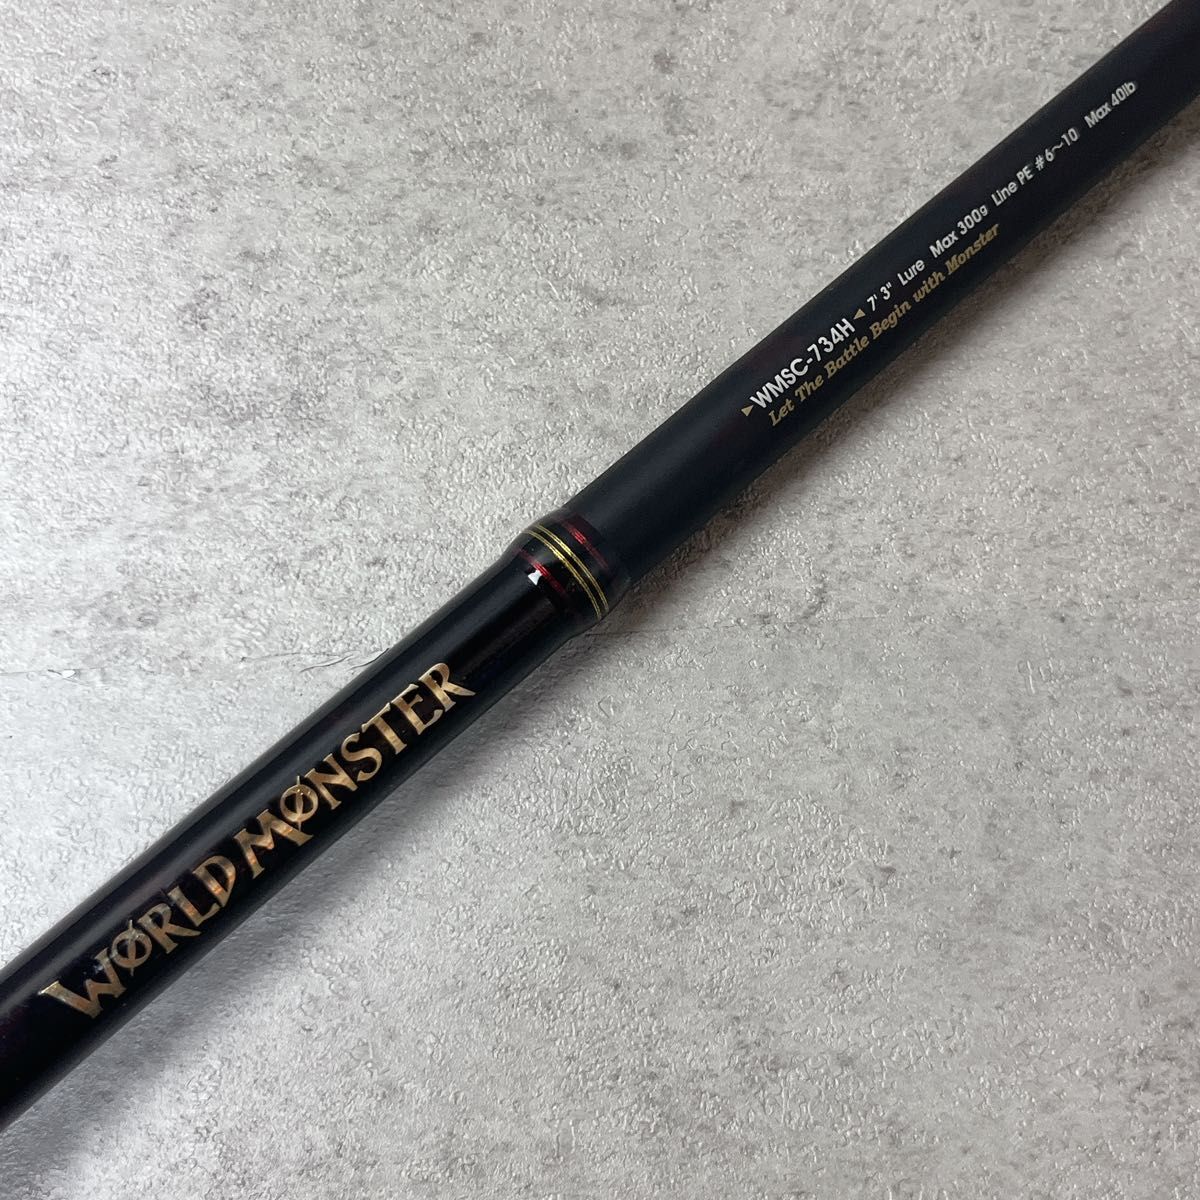 ▶WMSC-734H◀ 7' 3" Lure Max 300g Line PE #6〜10 Max 40lb
Let The Battle Begin with Monster
WØRLD MØNSTER